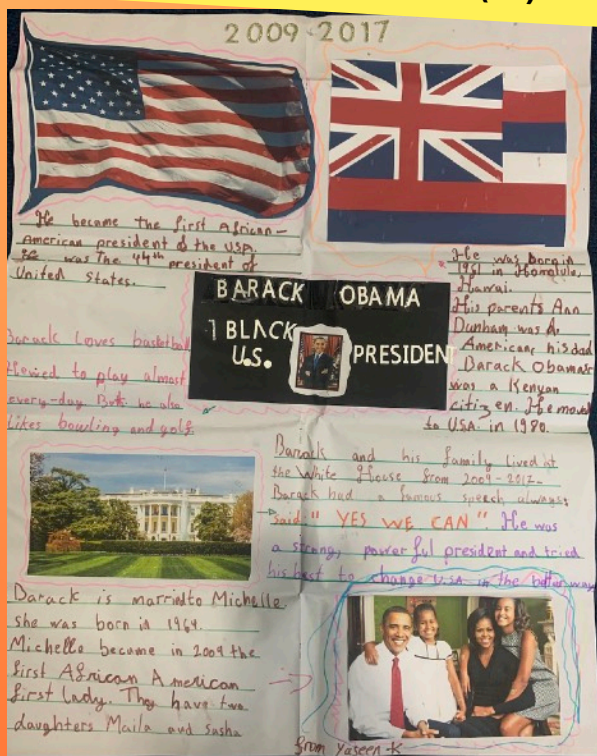 2009-2017
He became the first African-
American president of the USA.
He was the 44th president of
United States.
He was born in
1961 in Honolulu,
Hawai.
His parents Ann
Dunham was A
American, his dad
Barack Obama sr
was a Kenyan
citizen. He moved
to USA. in 1980.
BARACK OBAMA
1 BLACK
U.S. PRESIDENT
Barack Loves basketball
He used to play almost
every-day. But he also
likes bowling and golf.
Barack and his family lived at
the White House from 2009-2017-
Barack had a famous speech always
said " YES WE CAN ". He was
a strong, powerful president and tried
his best to change U.S.A in the better way
Barack is marrid to Michelle
she was born in 1964.
Michelle became in 2009 the
first African American
first lady. They have two
daughters Maila and Sasha
from Yaseen-K